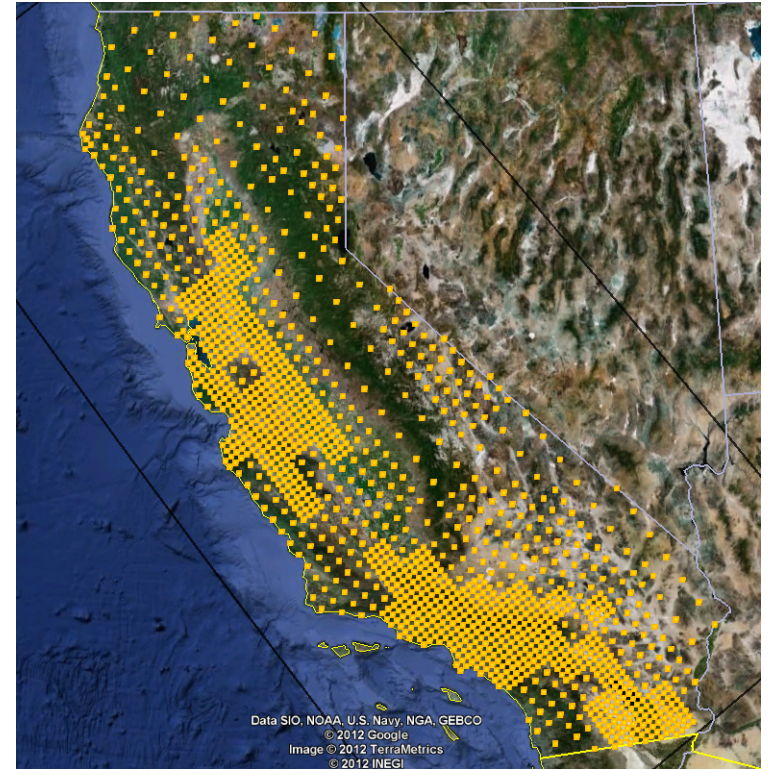 Data SIO, NOAA, U.S. Navy, NGA, GEBCO
© 2012 Google
Image © 2012 TerraMetrics
© 2012 INEGI